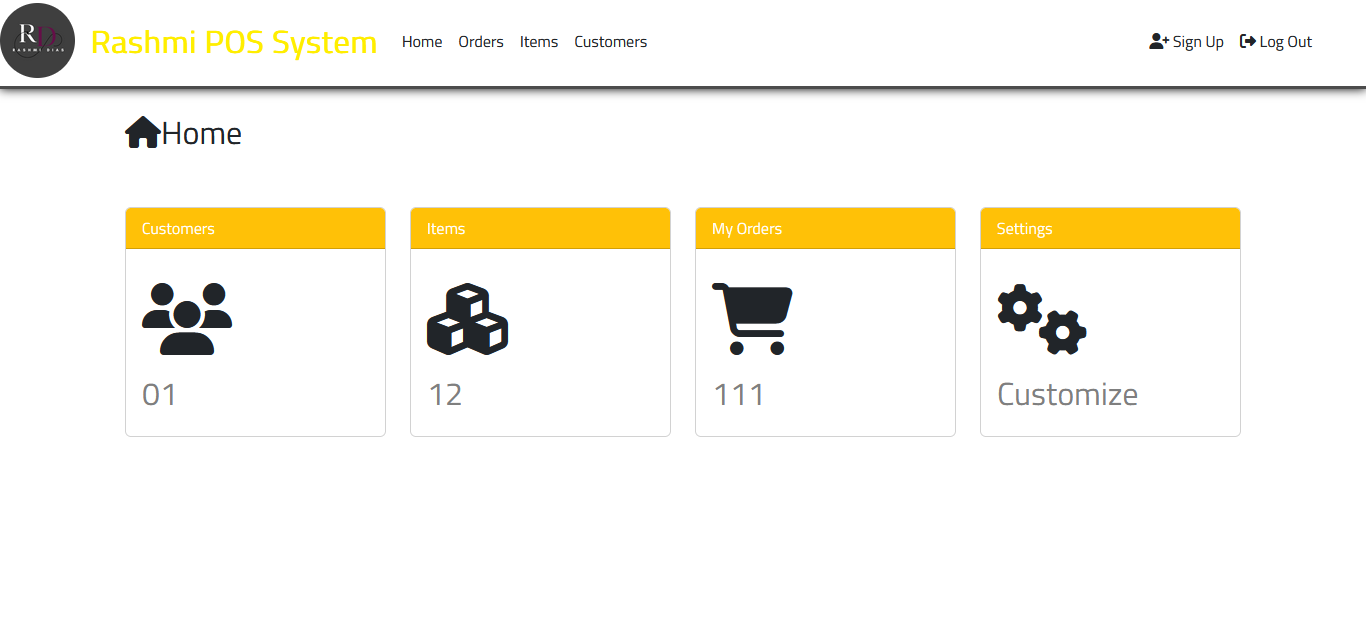 RD
RASHMI DIAS
Rashmi POS System
Home Orders Items Customers
Sign Up Log Out
Home
Customers
01
Items
12
My Orders
111
Settings
Customize